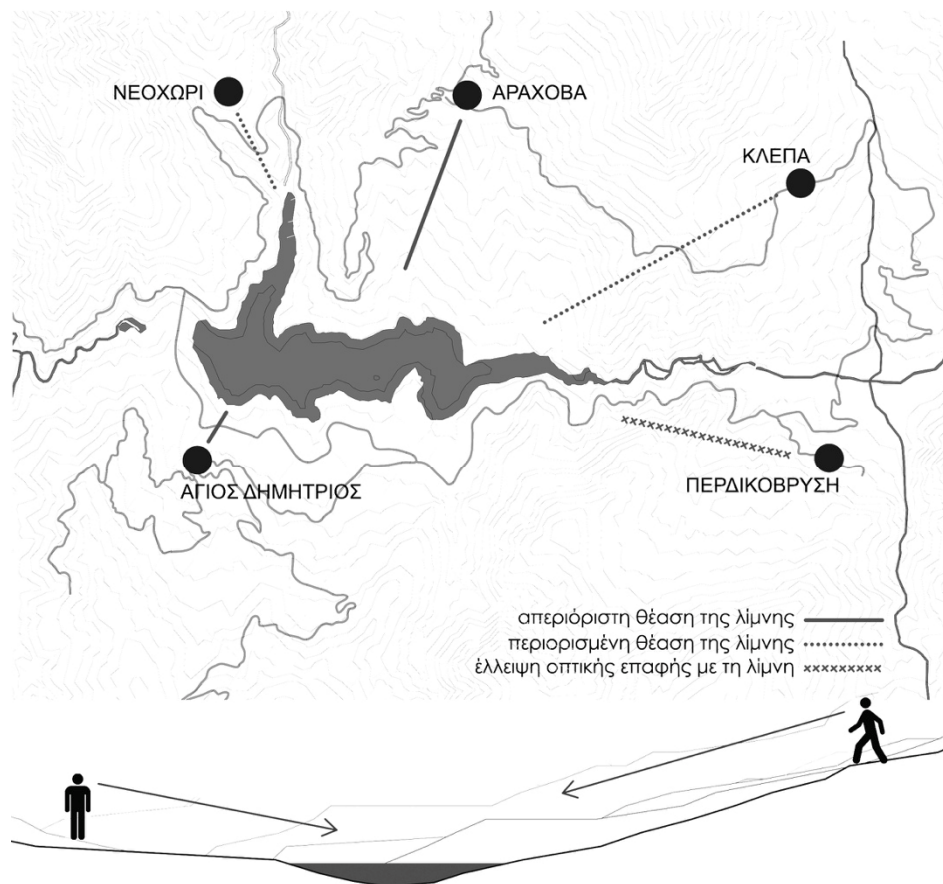 ΝΕΟΧΩΡΙ
ΑΡΑΧΟΒΑ
ΚΛΕΠΑ
ΑΓΙΟΣ ΔΗΜΗΤΡΙΟΣ
ΠΕΡΔΙΚΟΒΡΥΣΗ
απεριόριστη θέαση της λίμνης
περιορισμένη θέαση της λίμνης
έλλειψη οπτικής επαφής με τη λίμνη